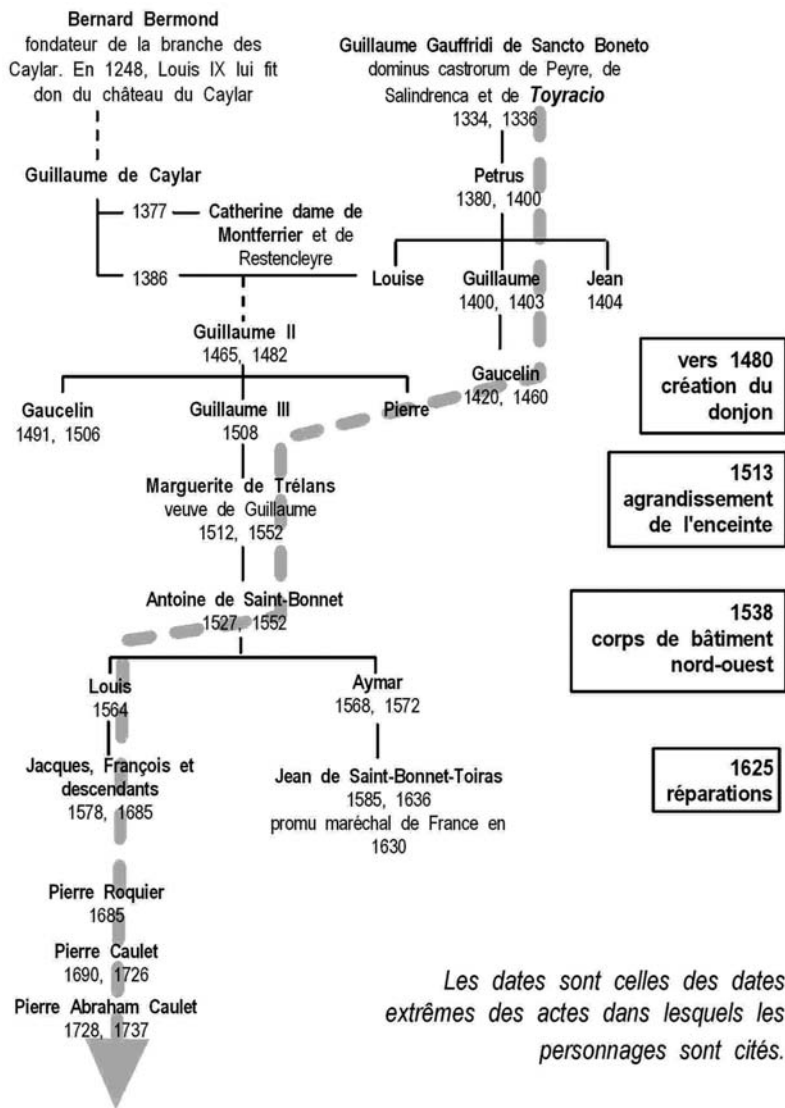 Bernard Bermond
fondateur de la branche des
Caylar. En 1248, Louis IX lui fit
don du château du Caylar
Guillaume Gauffridi de Sancto Boneto
dominus castrorum de Peyre, de
Salindrenca et de Toyracio
1334, 1336
Guillaume de Caylar
Petrus
1380, 1400
1377
Catherine dame de
Montferrier et de
Restencleyre
1386
Louise
Guillaume
1400, 1403
Jean
1404
Guillaume II
1465, 1482
Gaucelin
1420, 1460
vers 1480
création du
donjon
Gaucelin
1491, 1506
Guillaume III
1508
Pierre
Marguerite de Trélans
veuve de Guillaume
1512, 1552
1513
agrandissement
de l'enceinte
Antoine de Saint-Bonnet
1527, 1552
1538
corps de bâtiment
nord-ouest
Louis
1564
Aymar
1568, 1572
Jacques, François et
descendants
1578, 1685
Jean de Saint-Bonnet-Toiras
1585, 1636
promu maréchal de France en
1630
1625
réparations
Pierre Roquier
1685
Pierre Caulet
1690, 1726
Pierre Abraham Caulet
1728, 1737
Les dates sont celles des dates
extrêmes des actes dans lesquels les
personnages sont cités.